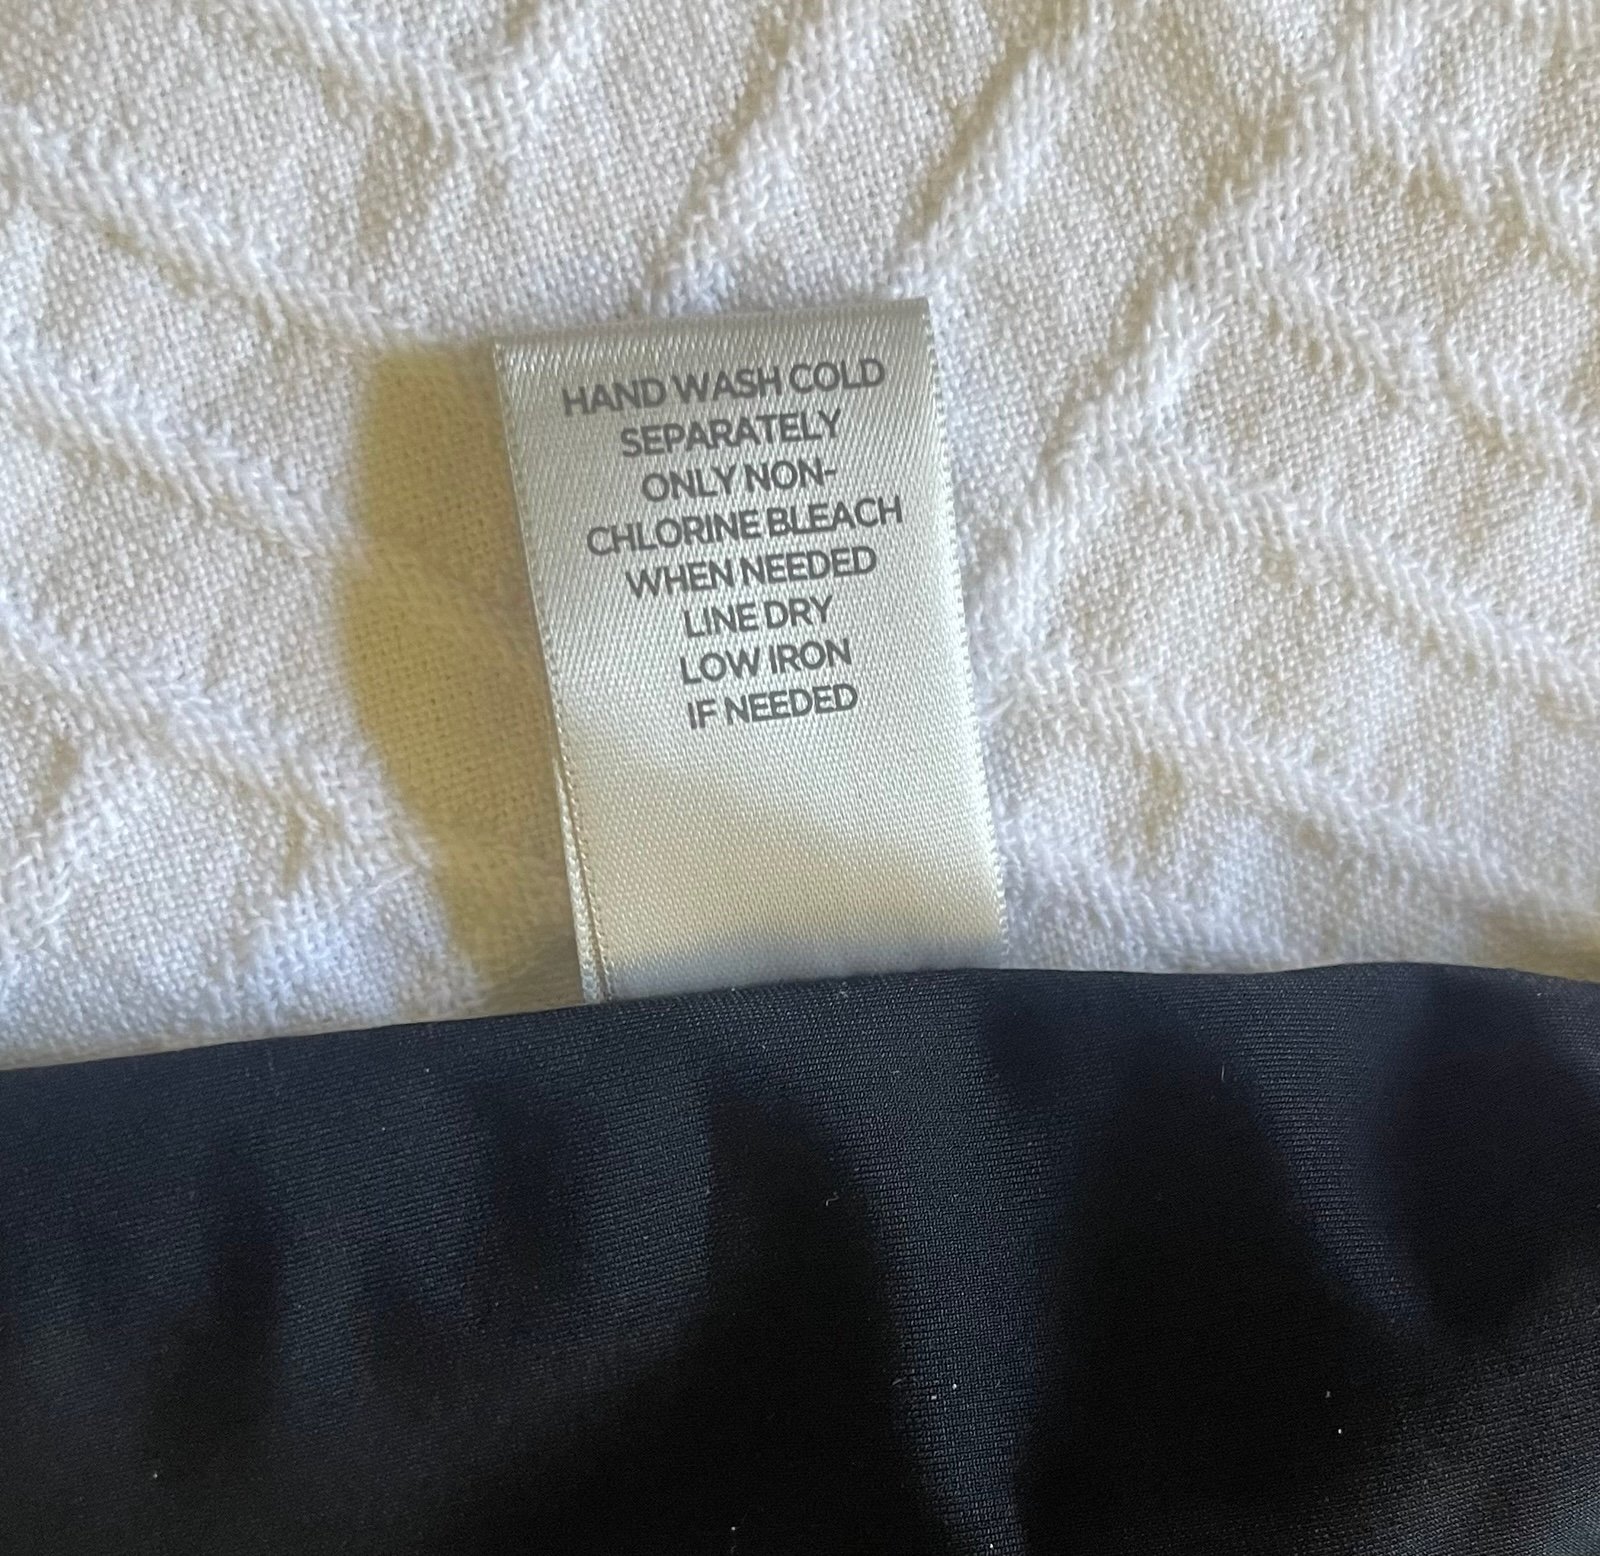 HAND WASH COLD
SEPARATELY
ONLY NON-
CHLORINE BLEACH
WHEN NEEDED
LINE DRY
LOW IRON
IF NEEDED